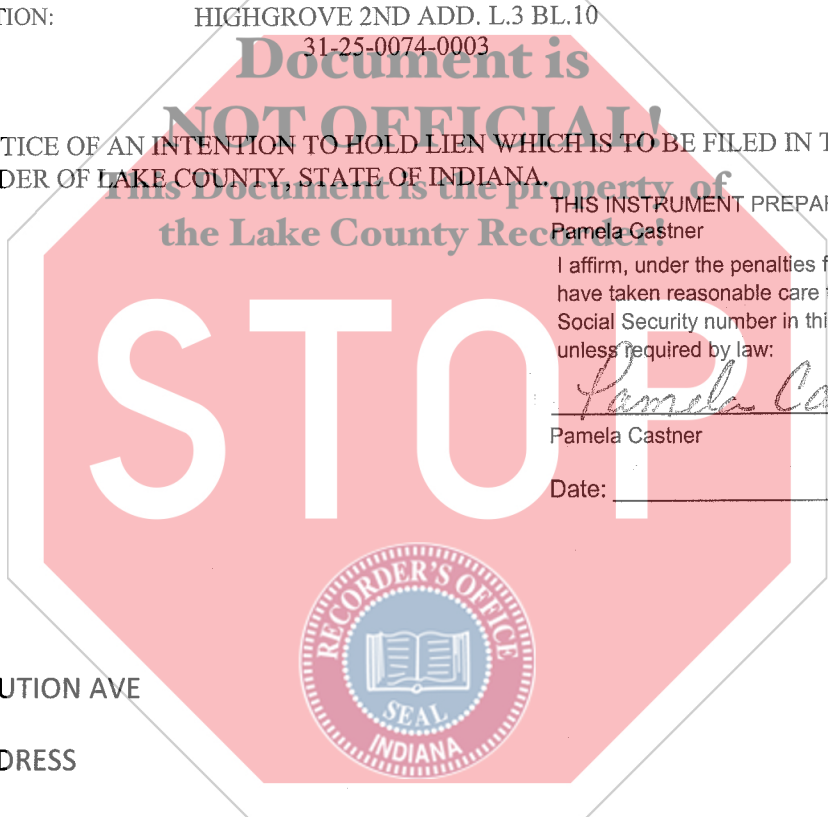 TION: HIGHGROVE 2ND ADD. L.3 BL.10
31-25-0074-0003
Document is
NOT OFFICIAL!
TICE OF AN INTENTION TO HOLD LIEN WHICH IS TO BE FILED IN T
DER OF LAKE COUNTY, STATE OF INDIANA.
This Document is the property of
the Lake County Recorder!
THIS INSTRUMENT PREPAR
Pamela Castner
I affirm, under the penalties f
have taken reasonable care t
Social Security number in thi
unless required by law:
Pamela Ca
Pamela Castner
Date:
STOP
RECORDER'S OFFICE
SEAL
INDIANA
UTION AVE
DRESS